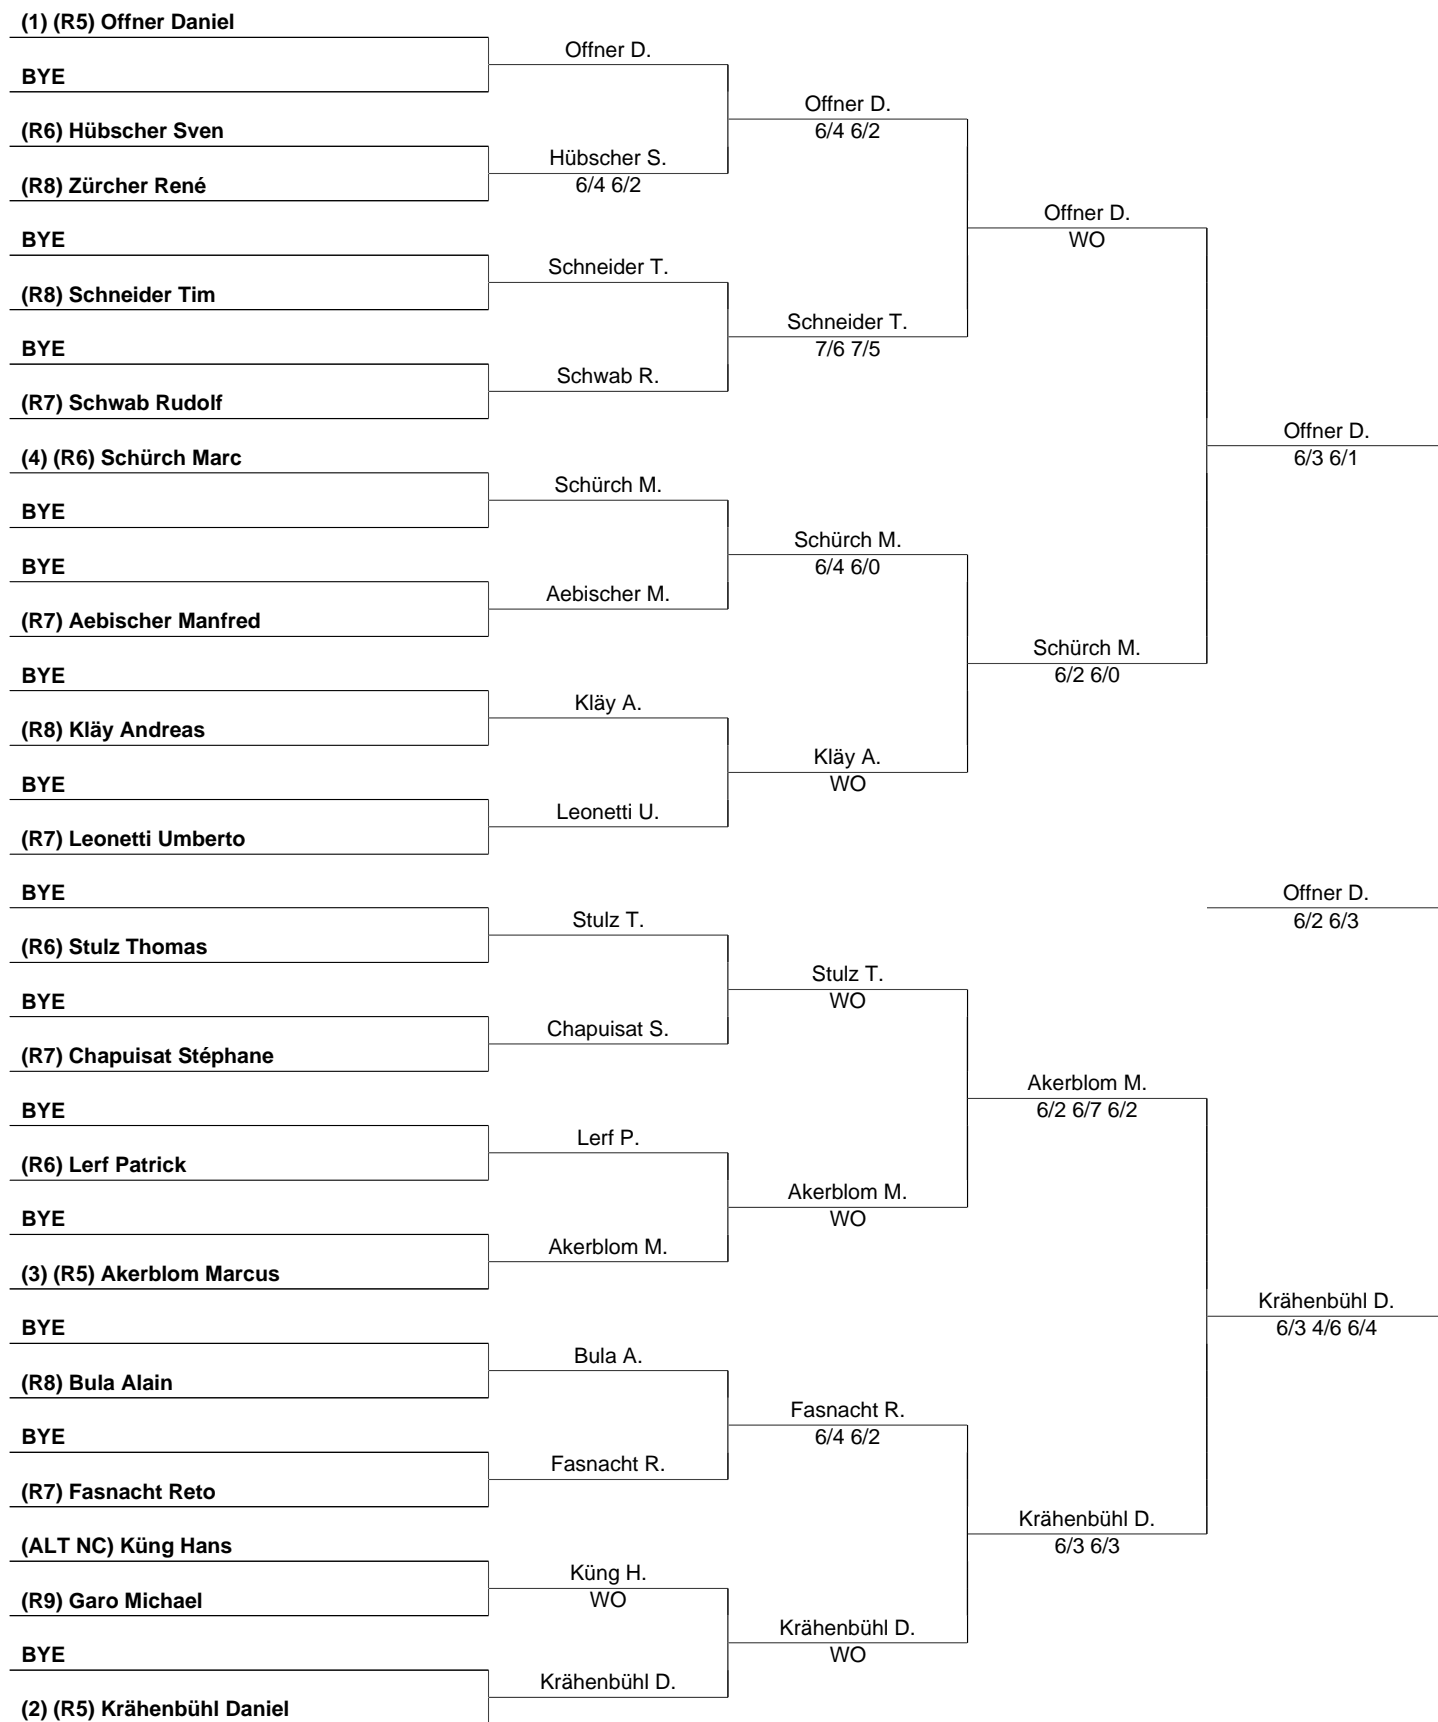 (1) (R5) Offner Daniel
BYE
(R6) Hübscher Sven
(R8) Zürcher René
BYE
(R8) Schneider Tim
BYE
(R7) Schwab Rudolf
(4) (R6) Schürch Marc
BYE
BYE
(R7) Aebischer Manfred
BYE
(R8) Kläy Andreas
BYE
(R7) Leonetti Umberto
BYE
(R6) Stulz Thomas
BYE
(R7) Chapuisat Stéphane
BYE
(R6) Lerf Patrick
BYE
(3) (R5) Akerblom Marcus
BYE
(R8) Bula Alain
BYE
(R7) Fasnacht Reto
(ALT NC) Küng Hans
(R9) Garo Michael
BYE
(2) (R5) Krähenbühl Daniel
Offner D.
Hübscher S.
6/4 6/2
Schneider T.
Schwab R.
Schürch M.
Aebischer M.
Kläy A.
Leonetti U.
Stulz T.
Chapuisat S.
Lerf P.
Akerblom M.
Bula A.
Fasnacht R.
Küng H.
WO
Krähenbühl D.
Offner D.
6/4 6/2
Schneider T.
7/6 7/5
Schürch M.
6/4 6/0
Kläy A.
WO
Stulz T.
WO
Akerblom M.
WO
Fasnacht R.
6/4 6/2
Krähenbühl D.
WO
Offner D.
WO
Schürch M.
6/2 6/0
Akerblom M.
6/2 6/7 6/2
Krähenbühl D.
6/3 6/3
Offner D.
6/3 6/1
Offner D.
6/2 6/3
Krähenbühl D.
6/3 4/6 6/4